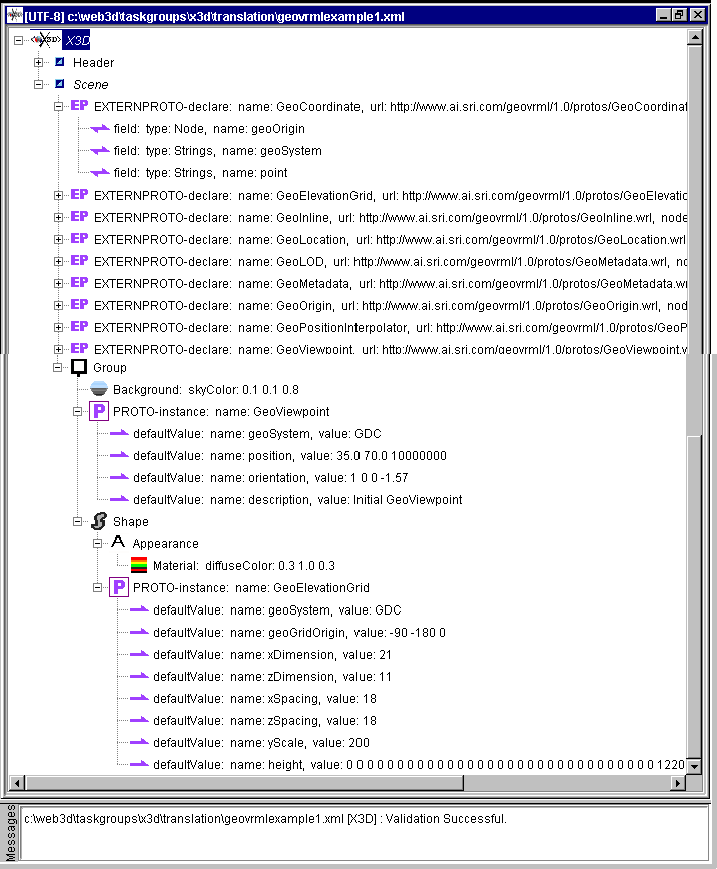 [UTF-8] c:\web3d\taskgroups\x3d\translation\geovrmlexample1.xml
X3D
Header
Scene
EP EXTERNPROTO-declare: name: GeoCoordinate, url: http://www.ai.sri.com/geovrml/1.0/protos/GeoCoordinat
field: type: Node, name: geoOrigin
field: type: Strings, name: geoSystem
field: type: Strings, name: point
EP EXTERNPROTO-declare: name: GeoElevationGrid, url: http://www.ai.sri.com/geovrml/1.0/protos/GeoElevatio
EP EXTERNPROTO-declare: name: GeoInline, url: http://www.ai.sri.com/geovrml/1.0/protos/GeoInline.wrl, node
EP EXTERNPROTO-declare: name: GeoLocation, url: http://www.ai.sri.com/geovrml/1.0/protos/GeoLocation.wrl
EP EXTERNPROTO-declare: name: GeoLOD, url: http://www.ai.sri.com/geovrml/1.0/protos/GeoMetadata.wrl, no
EP EXTERNPROTO-declare: name: GeoMetadata, url: http://www.ai.sri.com/geovrml/1.0/protos/GeoMetadata.w
EP EXTERNPROTO-declare: name: GeoOrigin, url: http://www.ai.sri.com/geovrml/1.0/protos/GeoOrigin.wrl, nod
EP EXTERNPROTO-declare: name: GeoPositionInterpolator, url: http://www.ai.sri.com/geovrml/1.0/protos/GeoP
EP EXTERNPROTO-declare: name: GeoViewpoint, url: http://www.ai.sri.com/geovrml/1.0/protos/GeoViewpoint.w
Group
Background: skyColor: 0.1 0.1 0.8
P PROTO-instance: name: GeoViewpoint
defaultValue: name: geoSystem, value: GDC
defaultValue: name: position, value: 35.0 70.0 10000000
defaultValue: name: orientation, value: 1 0 0 -1.57
defaultValue: name: description, value: Initial GeoViewpoint
Shape
A Appearance
Material: diffuseColor: 0.3 1.0 0.3
P PROTO-instance: name: GeoElevationGrid
defaultValue: name: geoSystem, value: GDC
defaultValue: name: geoGridOrigin, value: -90 -180 0
defaultValue: name: xDimension, value: 21
defaultValue: name: zDimension, value: 11
defaultValue: name: xSpacing, value: 18
defaultValue: name: zSpacing, value: 18
defaultValue: name: yScale, value: 200
defaultValue: name: height, value: 0 0 0 0 0 0 0 0 0 0 0 0 0 0 0 0 0 0 0 0 0 0 0 0 0 0 0 0 0 0 0 1220
Messages
c:\web3d\taskgroups\x3d\translation\geovrmlexample1.xml [X3D] : Validation Successful.